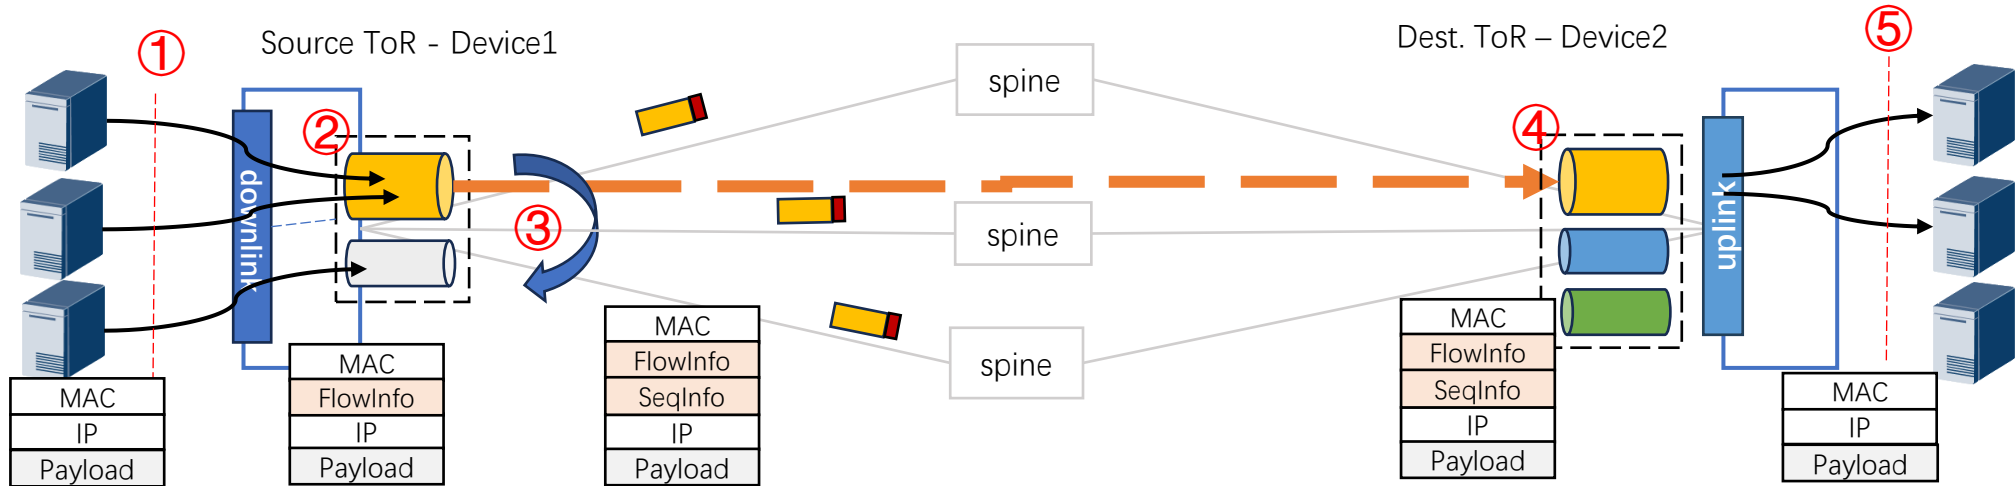 Source ToR - Device1
Dest. ToR – Device2
①
②
③
④
⑤
downlink
uplink
spine
spine
spine
MAC
IP
Payload
MAC
FlowInfo
IP
Payload
MAC
FlowInfo
SeqInfo
IP
Payload
MAC
FlowInfo
SeqInfo
IP
Payload
MAC
IP
Payload